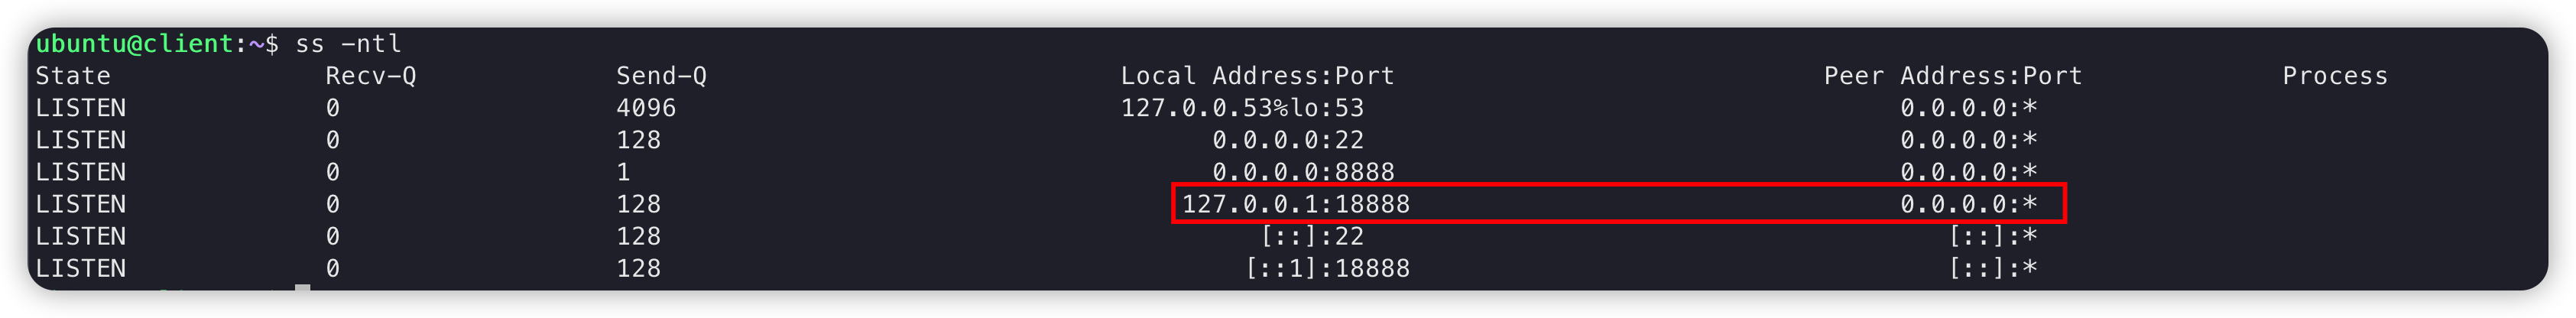 ubuntu@client:~$ ss -ntl
State Recv-Q Send-Q Local Address:Port Peer Address:Port Process
LISTEN 0 4096 127.0.0.53%lo:53 0.0.0.0:*
LISTEN 0 128 0.0.0.0:22 0.0.0.0:*
LISTEN 0 1 0.0.0.0:8888 0.0.0.0:*
LISTEN 0 128 127.0.0.1:18888 0.0.0.0:*
LISTEN 0 128 [::]:22 [::]:*
LISTEN 0 128 [::1]:18888 [::]:*